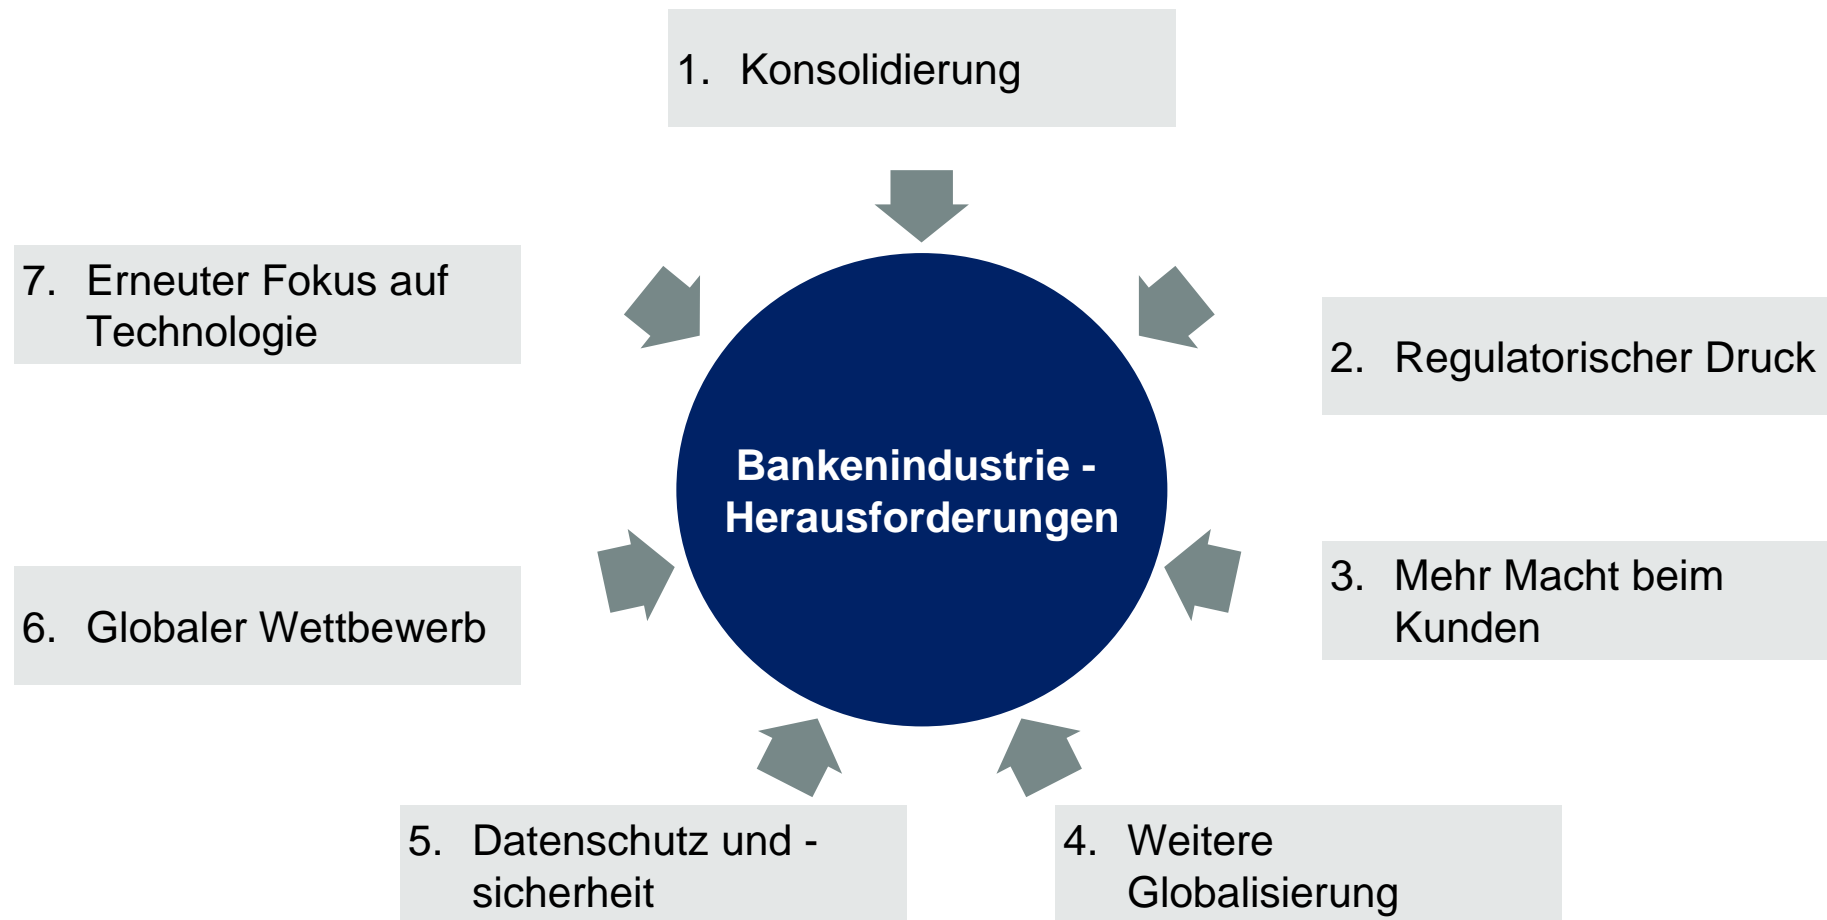 1. Konsolidierung
7. Erneuter Fokus auf
Technologie
2. Regulatorischer Druck
Bankenindustrie -
Herausforderungen
3. Mehr Macht beim
Kunden
6. Globaler Wettbewerb
5. Datenschutz und -
sicherheit
4. Weitere
Globalisierung